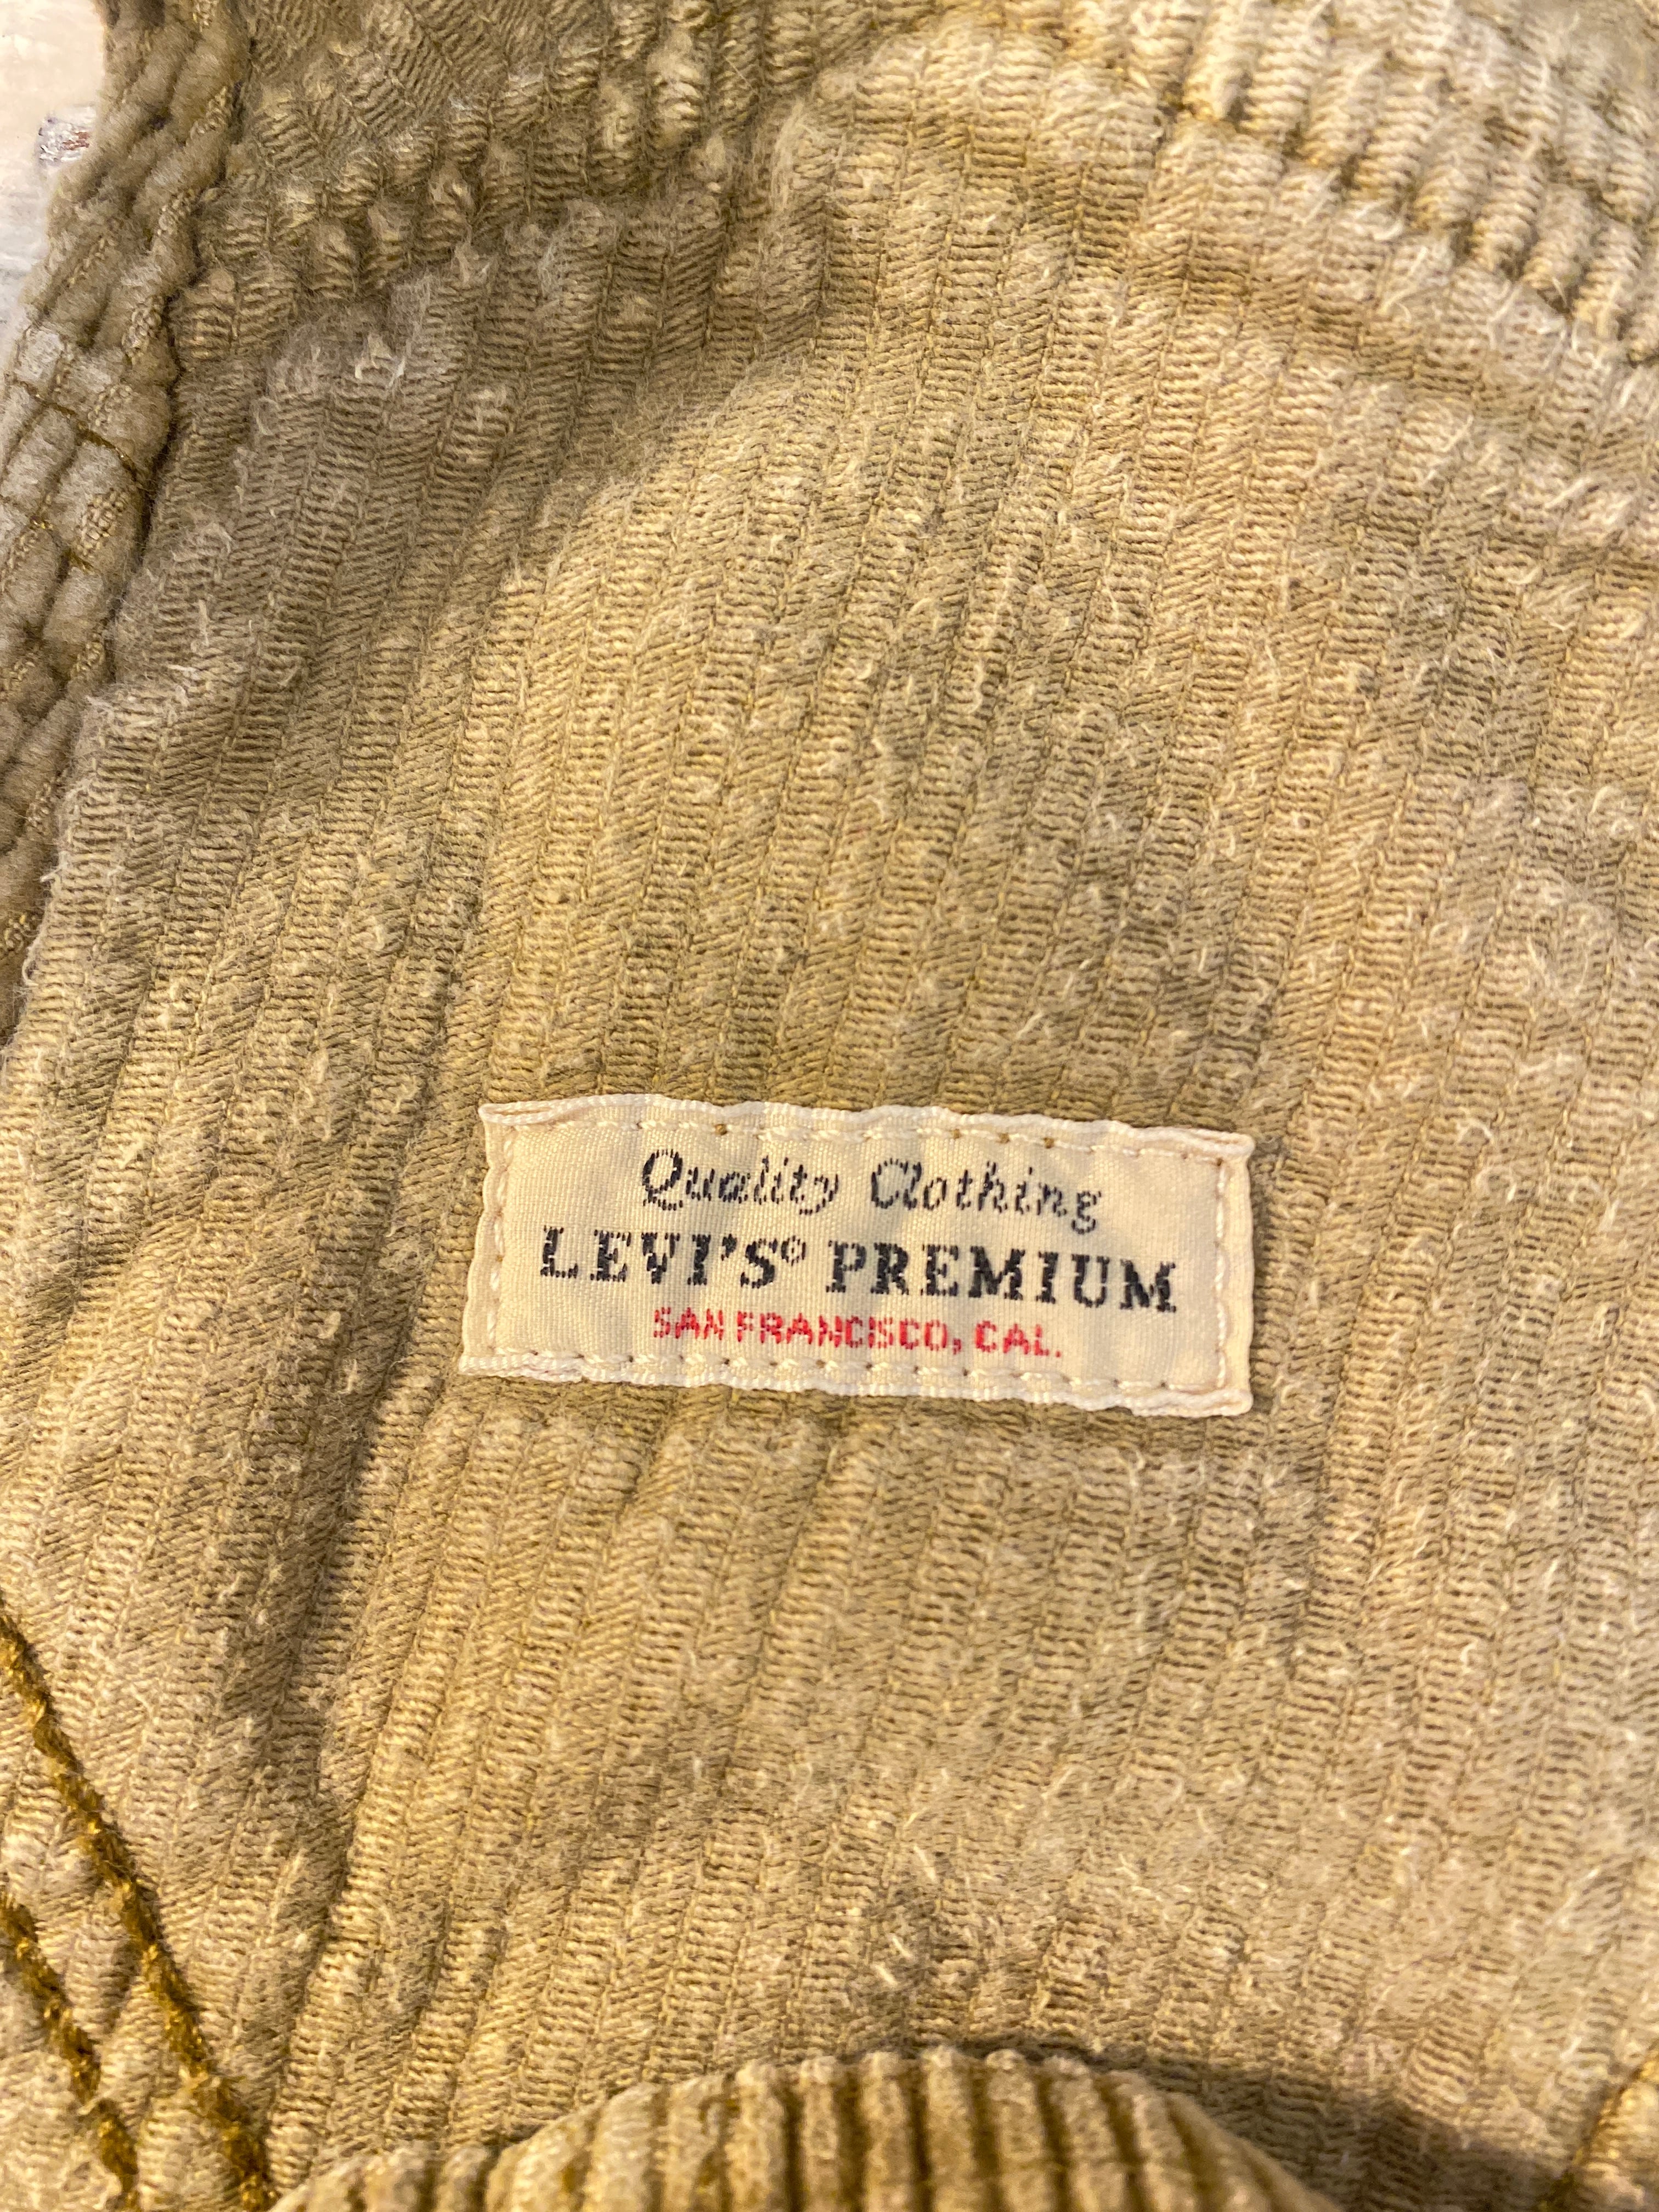 Quality Clothing
LEVI'S® PREMIUM
SAN FRANCISCO, CAL.